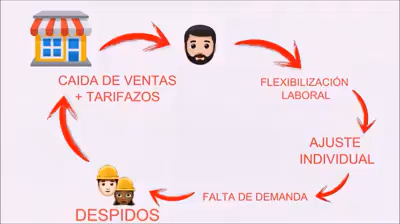 CAIDA DE VENTAS
+ TARIFAZOS
FLEXIBILIZACIÓN
LABORAL
AJUSTE
INDIVIDUAL
FALTA DE DEMANDA
DESPIDOS